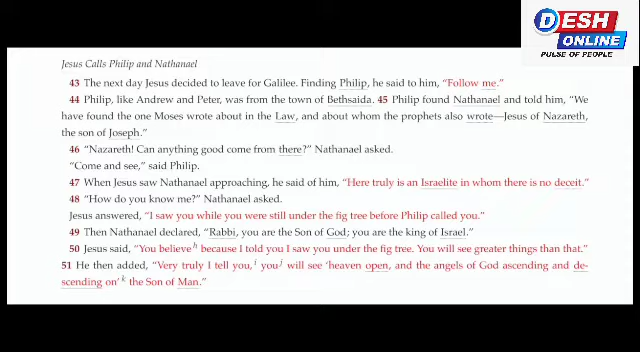 DESH
ONLINE
PULSE OF PEOPLE
Jesus Calls Philip and Nathanael
43 The next day Jesus decided to leave for Galilee. Finding Philip, he said to him, “Follow me.”
44 Philip, like Andrew and Peter, was from the town of Bethsaida. 45 Philip found Nathanael and told him, “We
have found the one Moses wrote about in the Law, and about whom the prophets also wrote—Jesus of Nazareth,
the son of Joseph.”
46 “Nazareth! Can anything good come from there?” Nathanael asked.
“Come and see,” said Philip.
47 When Jesus saw Nathanael approaching, he said of him, “Here truly is an Israelite in whom there is no deceit.”
48 “How do you know me?” Nathanael asked.
Jesus answered, “I saw you while you were still under the fig tree before Philip called you.”
49 Then Nathanael declared, “Rabbi, you are the Son of God; you are the king of Israel.”
50 Jesus said, “You believe h because I told you I saw you under the fig tree. You will see greater things than that.”
51 He then added, “Very truly I tell you, i you j will see ‘heaven open, and the angels of God ascending and de-
scending on’ k the Son of Man.”